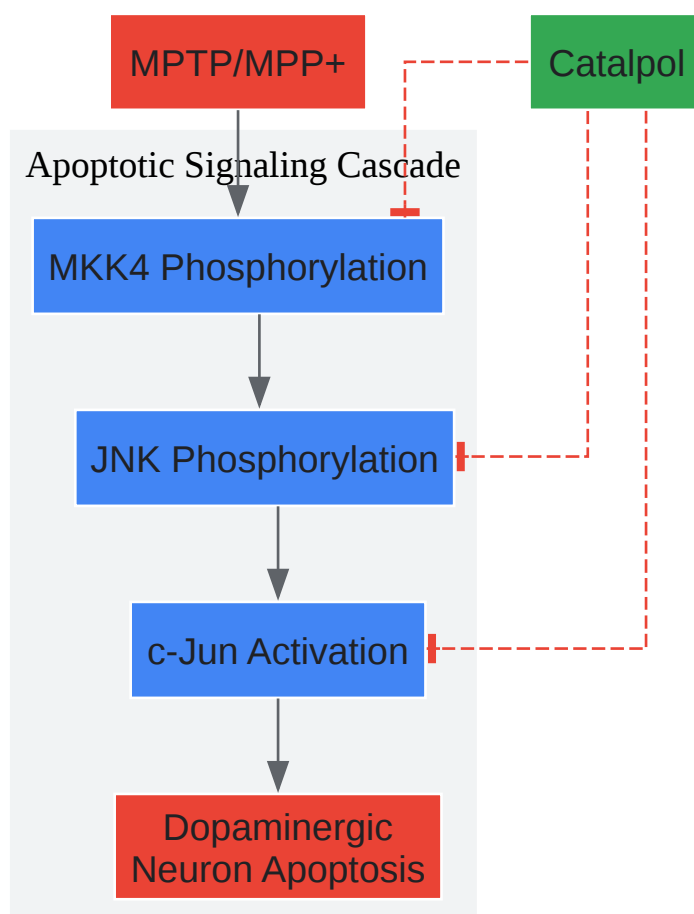 MPTP/MPP+
Catalpol
Apoptotic Signaling Cascade
MKK4 Phosphorylation
JNK Phosphorylation
c-Jun Activation
Dopaminergic
Neuron Apoptosis